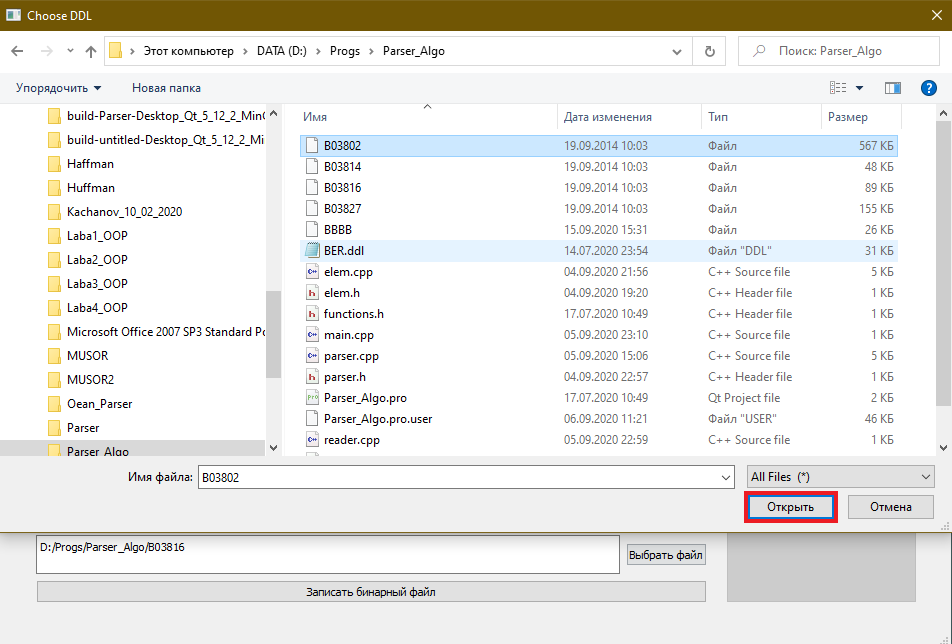 Choose DDL
Этот компьютер > DATA (D:) > Progs > Parser_Algo
Поиск: Parser_Algo
Упорядочить Новая папка
build-Parser-Desktop_Qt_5_12_2_Min
build-untitled-Desktop_Qt_5_12_2_Mi
Haffman
Huffman
Kachanov_10_02_2020
Laba1_OOP
Laba2_OOP
Laba3_OOP
Laba4_OOP
Microsoft Office 2007 SP3 Standard Po
MUSOR
MUSOR2
Oean_Parser
Parser
Parser_Algo
Имя Дата изменения Тип Размер
B03802 19.09.2014 10:03 Файл 567 КБ
B03814 19.09.2014 10:03 Файл 48 КБ
B03816 19.09.2014 10:03 Файл 89 КБ
B03827 19.09.2014 10:03 Файл 155 КБ
BBBB 15.09.2020 15:31 Файл 26 КБ
BER.ddl 14.07.2020 23:54 Файл "DDL" 31 КБ
elem.cpp 04.09.2020 21:56 C++ Source file 5 КБ
elem.h 04.09.2020 19:20 C++ Header file 1 КБ
functions.h 17.07.2020 10:49 C++ Header file 1 КБ
main.cpp 05.09.2020 23:10 C++ Source file 1 КБ
parser.cpp 05.09.2020 15:06 C++ Source file 5 КБ
parser.h 04.09.2020 22:57 C++ Header file 1 КБ
Parser_Algo.pro 17.07.2020 10:49 Qt Project file 2 КБ
Parser_Algo.pro.user 06.09.2020 11:21 Файл "USER" 46 КБ
reader.cpp 05.09.2020 22:59 C++ Source file 1 КБ
Имя файла: B03802 All Files (*)
Открыть Отмена
D:/Progs/Parser_Algo/B03816
Выбрать файл
Записать бинарный файл